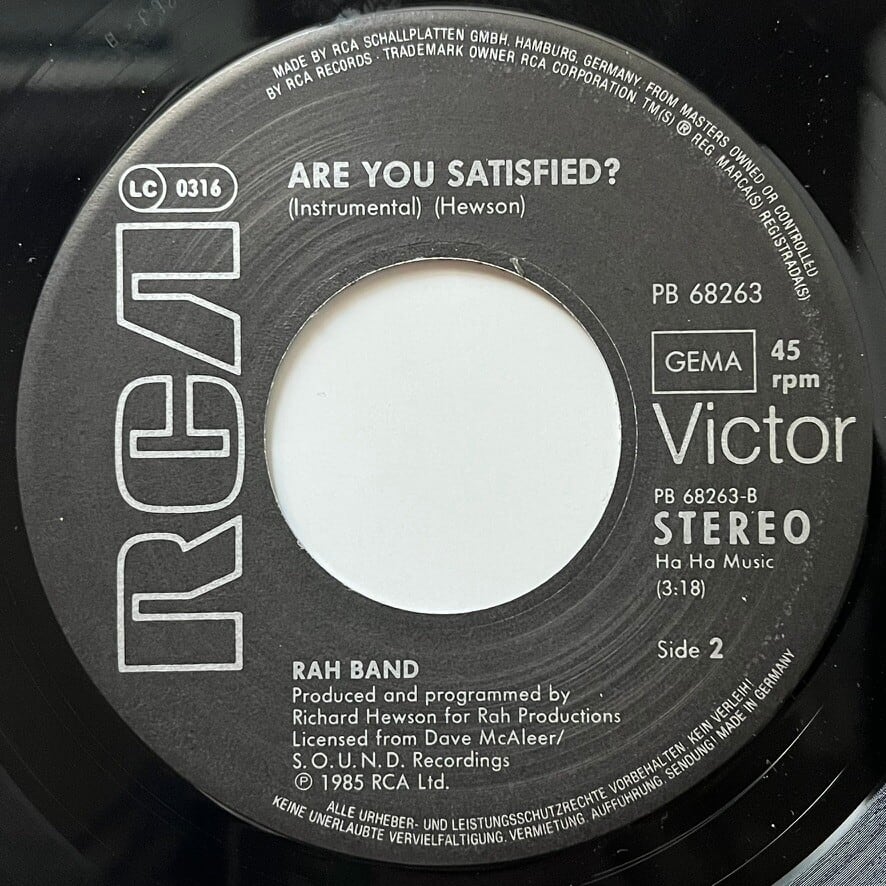 MADE BY RCA SCHALLPLATTEN GMBH, HAMBURG, GERMANY. FROM MASTERS OWNED OR CONTROLLED
BY RCA RECORDS · TRADEMARK OWNER RCA CORPORATION TM(S) ® REG. MARCA(S) REGISTRADA(S)
LC 0316
ARE YOU SATISFIED?
(Instrumental) (Hewson)
RCA
PB 68263
GEMA
45
rpm
Victor
PB 68263-B
STEREO
Ha Ha Music
(3:18)
Side 2
RAH BAND
Produced and programmed by
Richard Hewson for Rah Productions
Licensed from Dave McAleer/
S.O.U.N.D. Recordings
℗ 1985 RCA Ltd.
ALLE URHEBER- UND LEISTUNGSSCHUTZRECHTE VORBEHALTEN. KEIN VERLEIH!
KEINE UNERLAUBTE VERVIELFÄLTIGUNG, VERMIETUNG, AUFFÜHRUNG, SENDUNG! MADE IN GERMANY